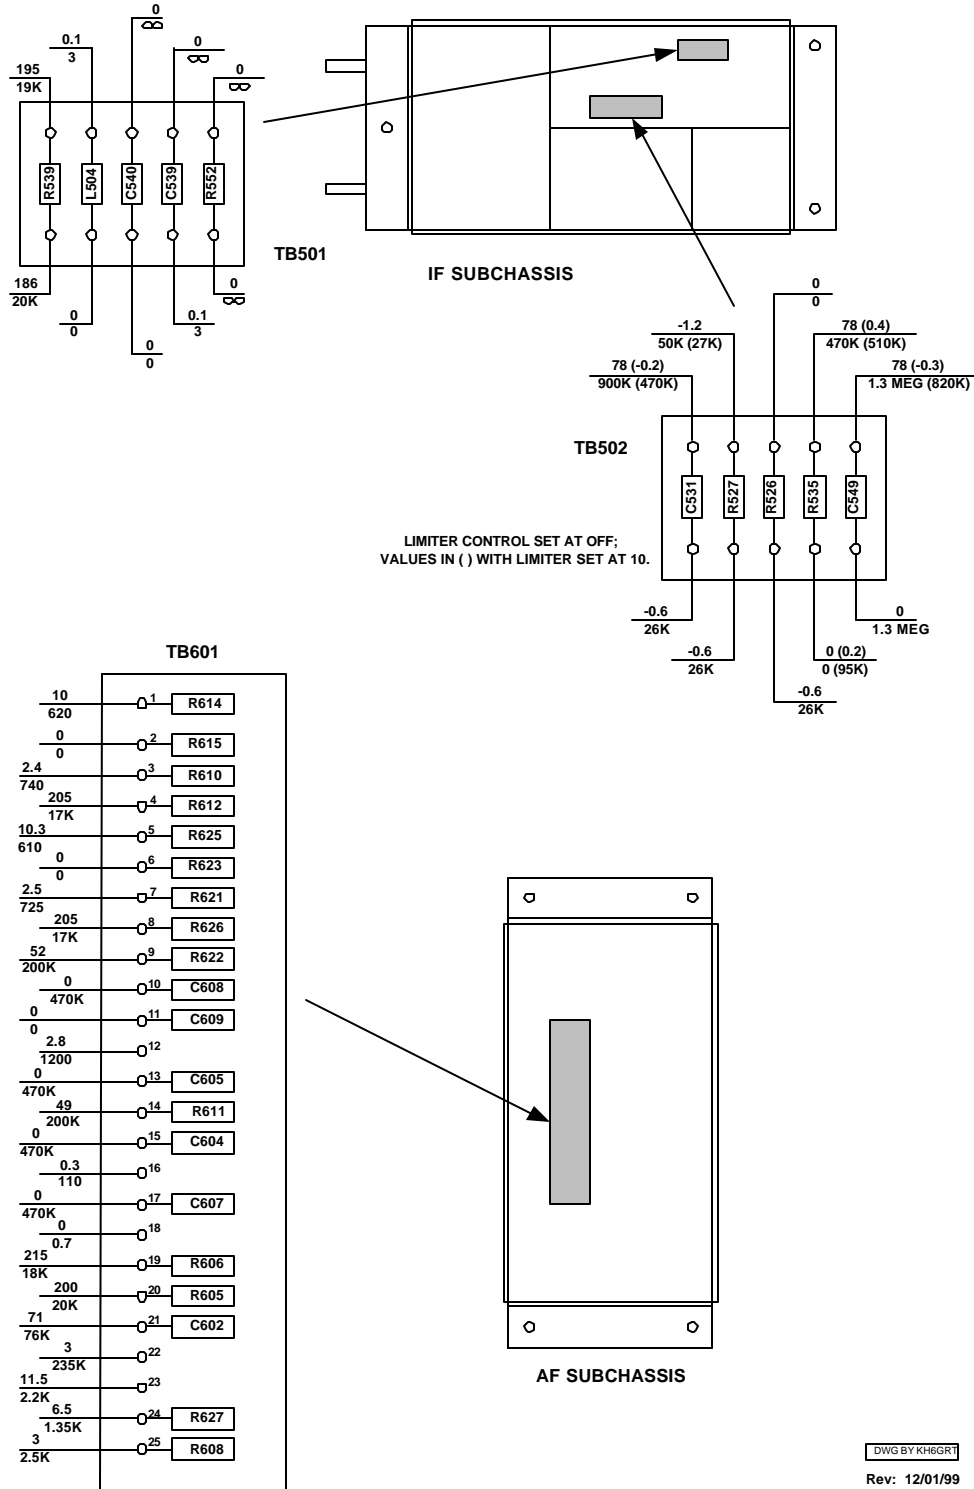 0
∞
0.1
3
0
∞
195
19K
0
∞
R539
L504
C540
C539
R552
TB501
186
20K
0
∞
0
0
0.1
3
0
0
IF SUBCHASSIS
0
0
-1.2
50K (27K)
78 (0.4)
470K (510K)
78 (-0.2)
900K (470K)
78 (-0.3)
1.3 MEG (820K)
TB502
C531
R527
R526
R535
C549
LIMITER CONTROL SET AT OFF;
VALUES IN ( ) WITH LIMITER SET AT 10.
-0.6
26K
0
1.3 MEG
-0.6
26K
0 (0.2)
0 (95K)
-0.6
26K
TB601
10
620
1
R614
0
0
2
R615
2.4
740
3
R610
205
17K
4
R612
10.3
610
5
R625
0
0
6
R623
2.5
725
7
R621
205
17K
8
R626
52
200K
9
R622
0
470K
10
C608
0
0
11
C609
2.8
1200
12
0
470K
13
C605
49
200K
14
R611
0
470K
15
C604
0.3
110
16
0
470K
17
C607
0
0.7
18
215
18K
19
R606
200
20K
20
R605
71
76K
21
C602
3
235K
22
11.5
2.2K
23
6.5
1.35K
24
R627
3
2.5K
25
R608
AF SUBCHASSIS
DWG BY KH6GRT
Rev: 12/01/99